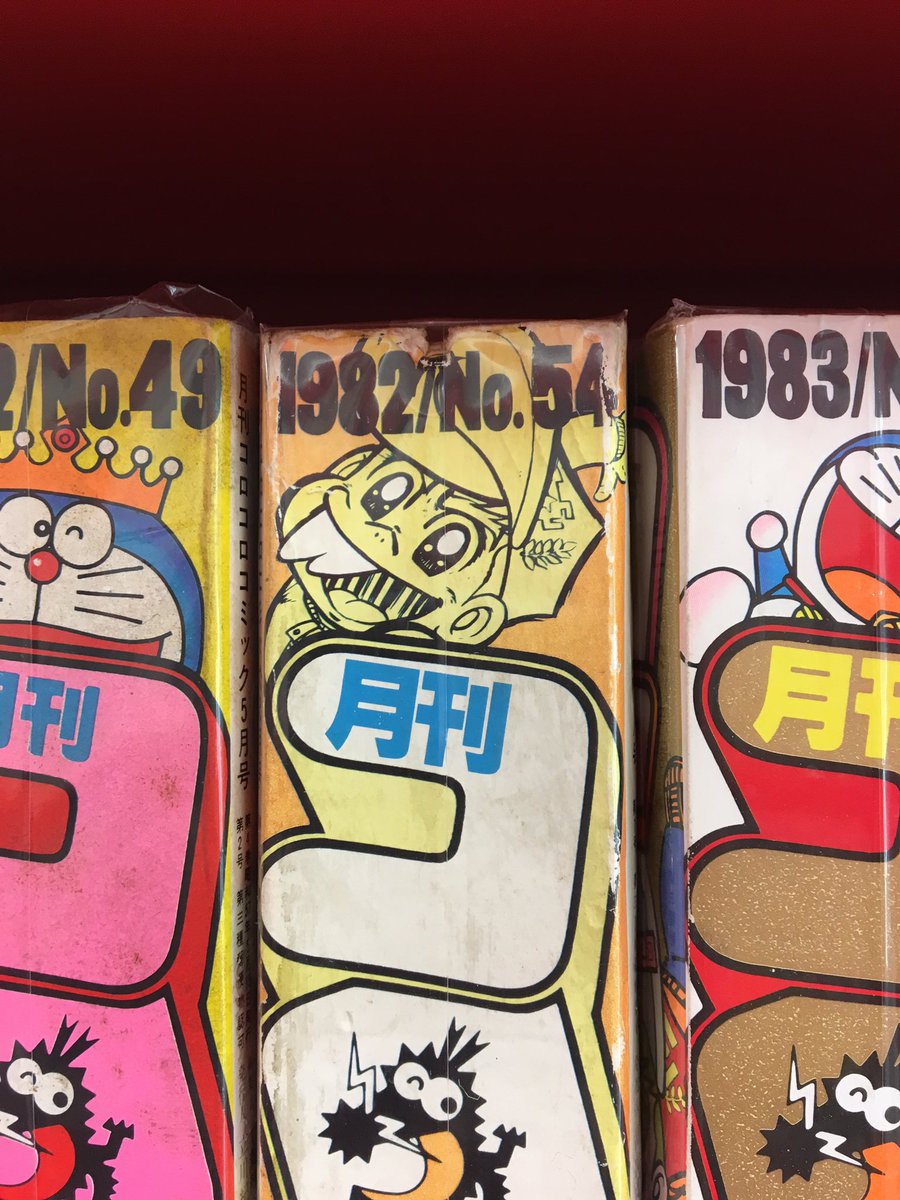 2/No.49
月刊
コ
月刊コロコロコミック5月号
1982/No.54
月刊
コ
1983/N
月刊
コ